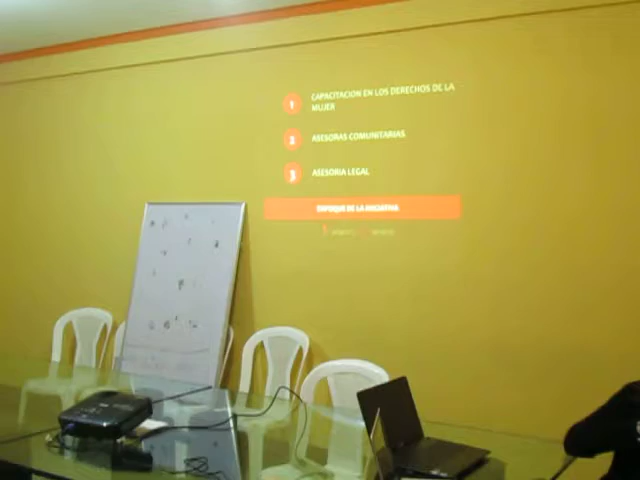 1 CAPACITACION EN LOS DERECHOS DE LA
MUJER
2 ASESORAS COMUNITARIAS
3 ASESORIA LEGAL
ENFOQUE DE LA INICIATIVA